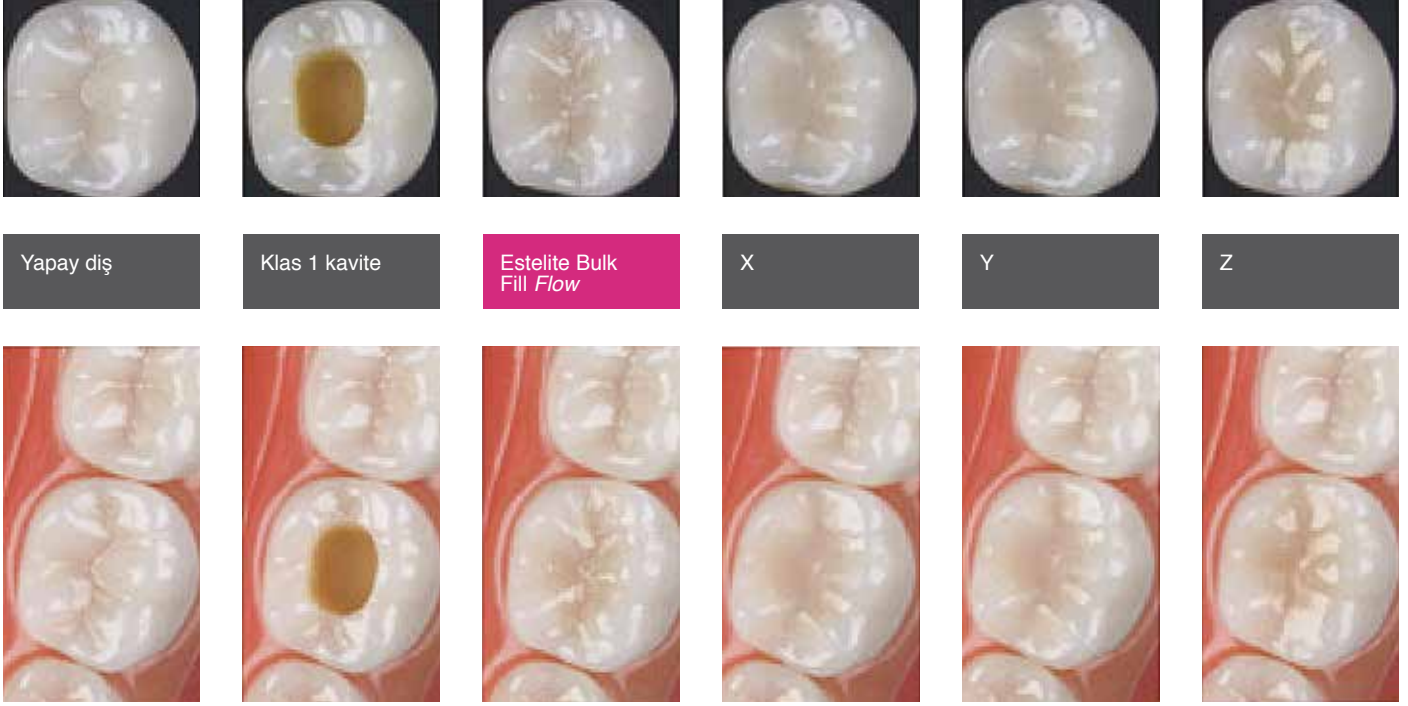 Yapay diş
Klas 1 kavite
Estelite Bulk
Fill Flow
X
Y
Z